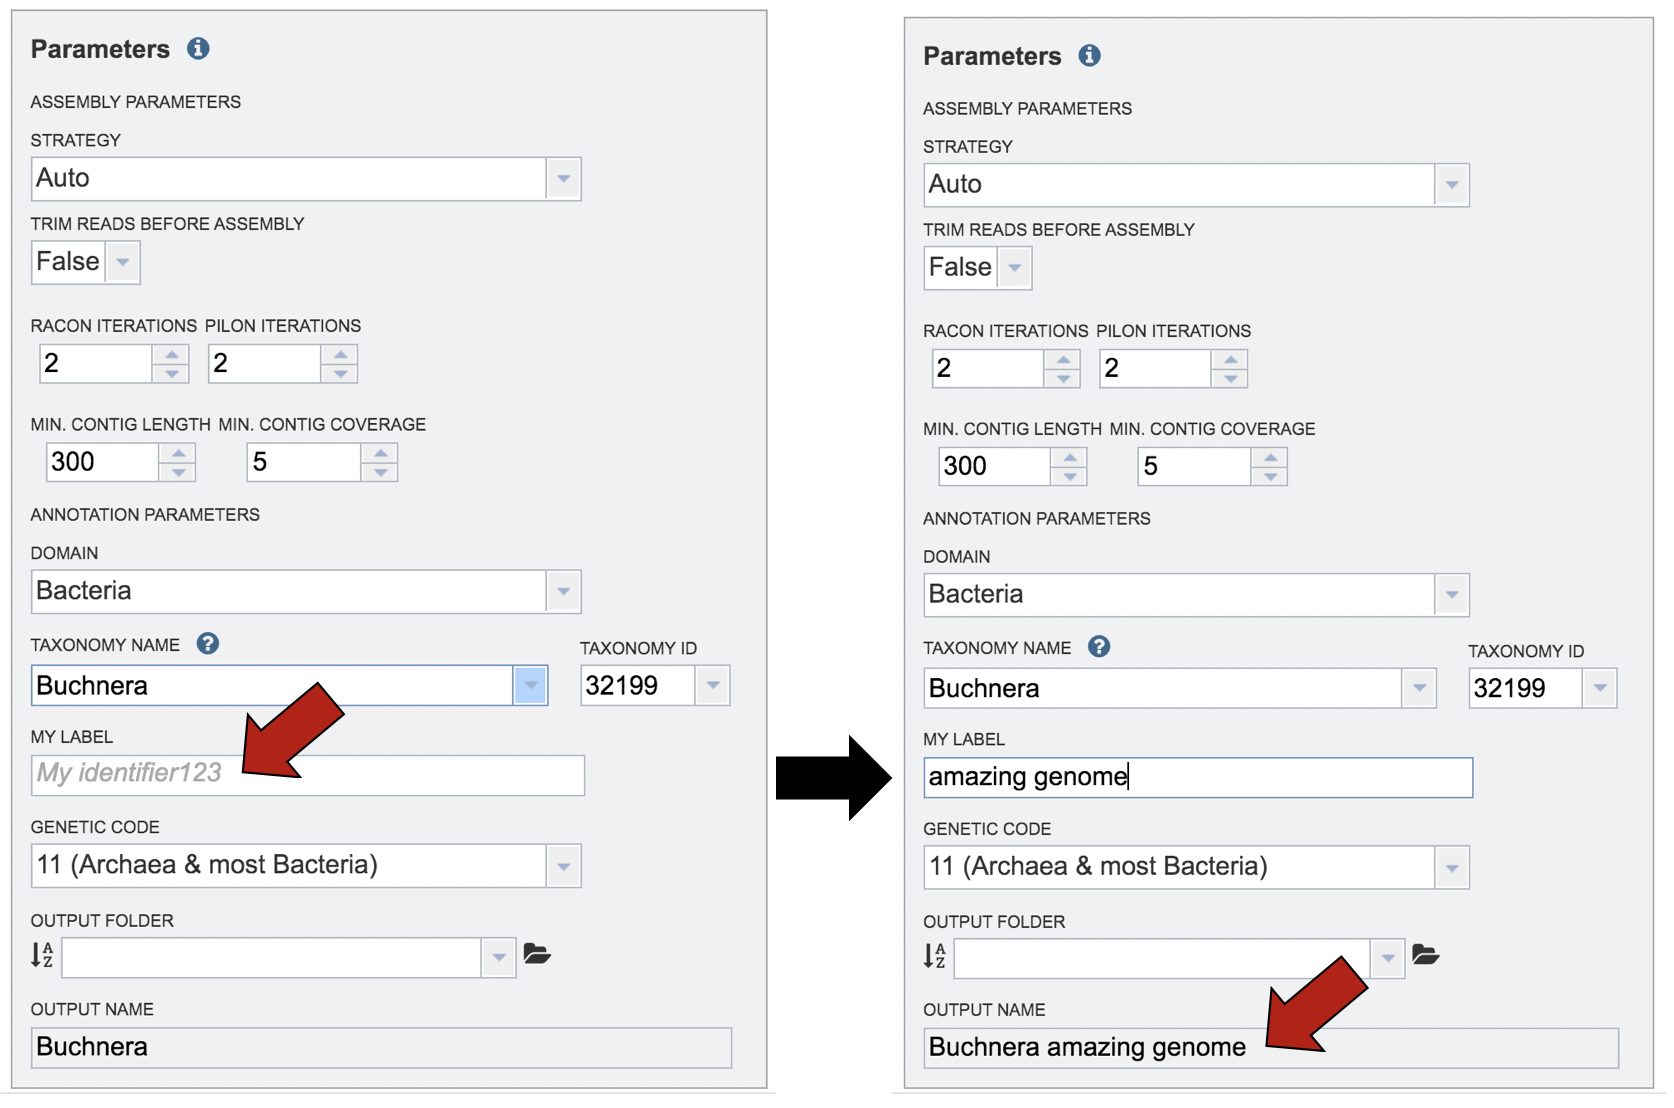 Parameters
ASSEMBLY PARAMETERS
STRATEGY
Auto
TRIM READS BEFORE ASSEMBLY
False
RACON ITERATIONS PILON ITERATIONS
2 2
MIN. CONTIG LENGTH MIN. CONTIG COVERAGE
300 5
ANNOTATION PARAMETERS
DOMAIN
Bacteria
TAXONOMY NAME ? TAXONOMY ID
Buchnera 32199
MY LABEL
My identifier123
GENETIC CODE
11 (Archaea & most Bacteria)
OUTPUT FOLDER
A
Z
OUTPUT NAME
Buchnera
Parameters
ASSEMBLY PARAMETERS
STRATEGY
Auto
TRIM READS BEFORE ASSEMBLY
False
RACON ITERATIONS PILON ITERATIONS
2 2
MIN. CONTIG LENGTH MIN. CONTIG COVERAGE
300 5
ANNOTATION PARAMETERS
DOMAIN
Bacteria
TAXONOMY NAME ? TAXONOMY ID
Buchnera 32199
MY LABEL
amazing genome
GENETIC CODE
11 (Archaea & most Bacteria)
OUTPUT FOLDER
A
Z
OUTPUT NAME
Buchnera amazing genome